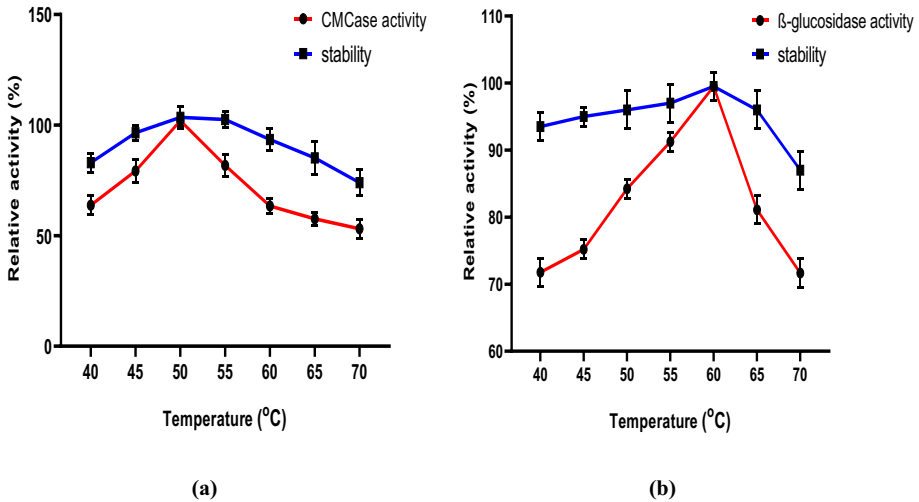 CMCase activity
stability
Relative activity (%)
150
100
50
0
40 45 50 55 60 65 70
Temperature (°C)
(a)
ß-glucosidase activity
stability
Relative activity (%)
110
100
90
80
70
60
40 45 50 55 60 65 70
Temperature (°C)
(b)